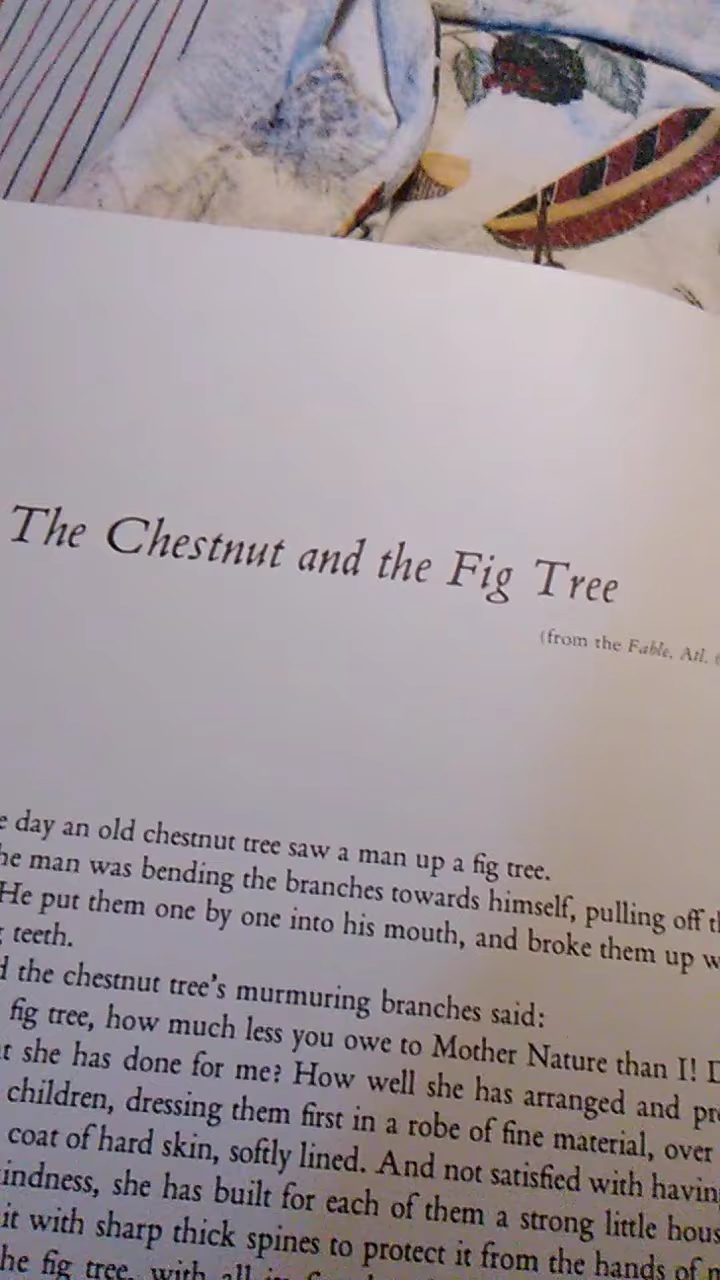 The Chestnut and the Fig Tree
(from the Fable. Atl.
day an old chestnut tree saw a man up a fig tree.
man was bending the branches towards himself, pulling off
He put them one by one into his mouth, and broke them up
teeth.
the chestnut tree's murmuring branches said:
fig tree, how much less you owe to Mother Nature than I!
she has done for me? How well she has arranged and
children, dressing them first in a robe of fine material, over
coat of hard skin, softly lined. And not satisfied with
she has built for each of them a strong little
it with sharp thick spines to protect it from the hands of
fig tree, with all